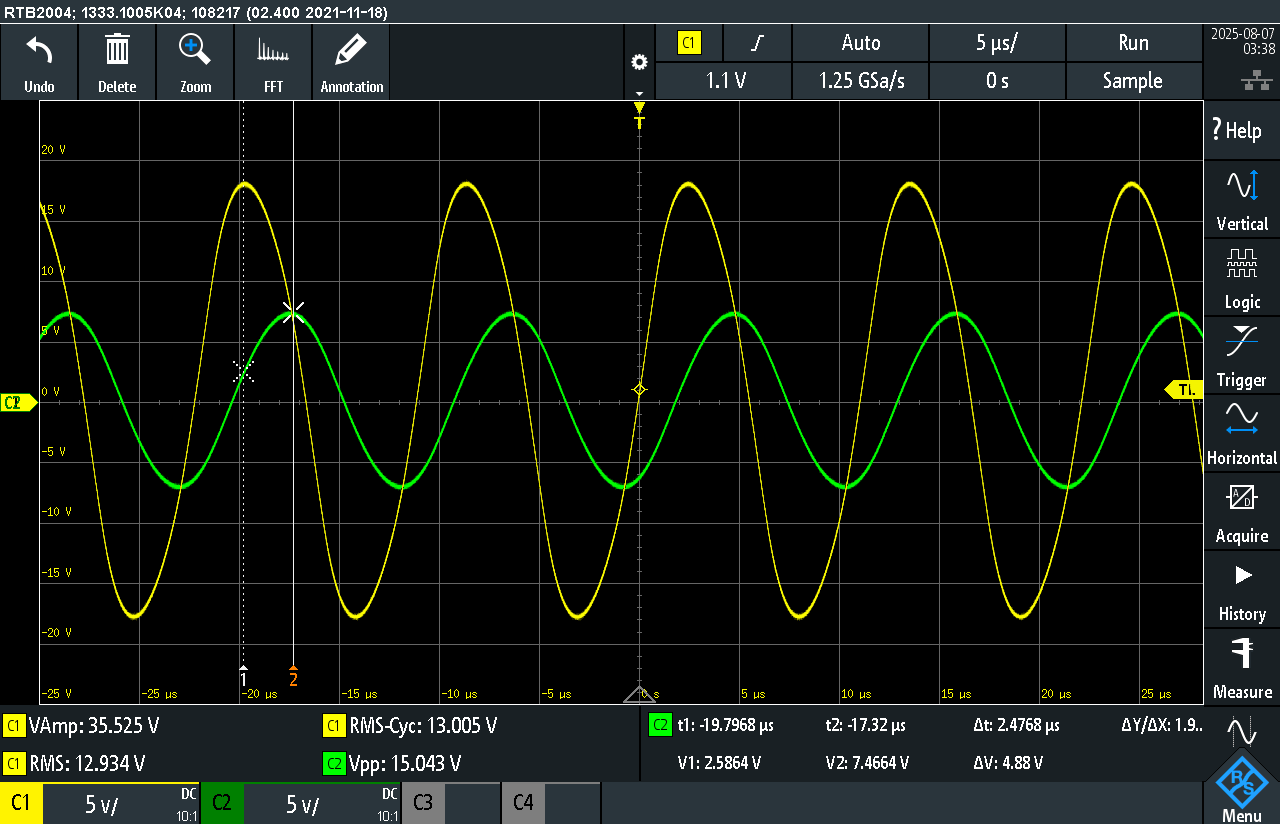 RTB2004; 1333.1005K04; 108217 (02.400 2021-11-18)
Undo
Delete
Zoom
FFT
Annotation
C1
Auto
5 µs/
Run
1.1 V
1.25 GSa/s
0 s
Sample
2025-08-07
03:38
T
20 V
15 V
10 V
5 V
0 V
-5 V
-10 V
-15 V
-20 V
-25 V
C2
TL
1
2
-25 µs
-20 µs
-15 µs
-10 µs
-5 µs
0 s
5 µs
10 µs
15 µs
20 µs
25 µs
? Help
Vertical
Logic
Trigger
Horizontal
A/D
Acquire
History
Measure
R&S
Menu
C1 VAmp: 35.525 V
C1 RMS-Cyc: 13.005 V
C1 RMS: 12.934 V
C2 Vpp: 15.043 V
C2 t1: -19.7968 µs t2: -17.32 µs Δt: 2.4768 µs ΔY/ΔX: 1.9..
V1: 2.5864 V V2: 7.4664 V ΔV: 4.88 V
C1 5 V/ DC 10:1
C2 5 V/ DC 10:1
C3
C4